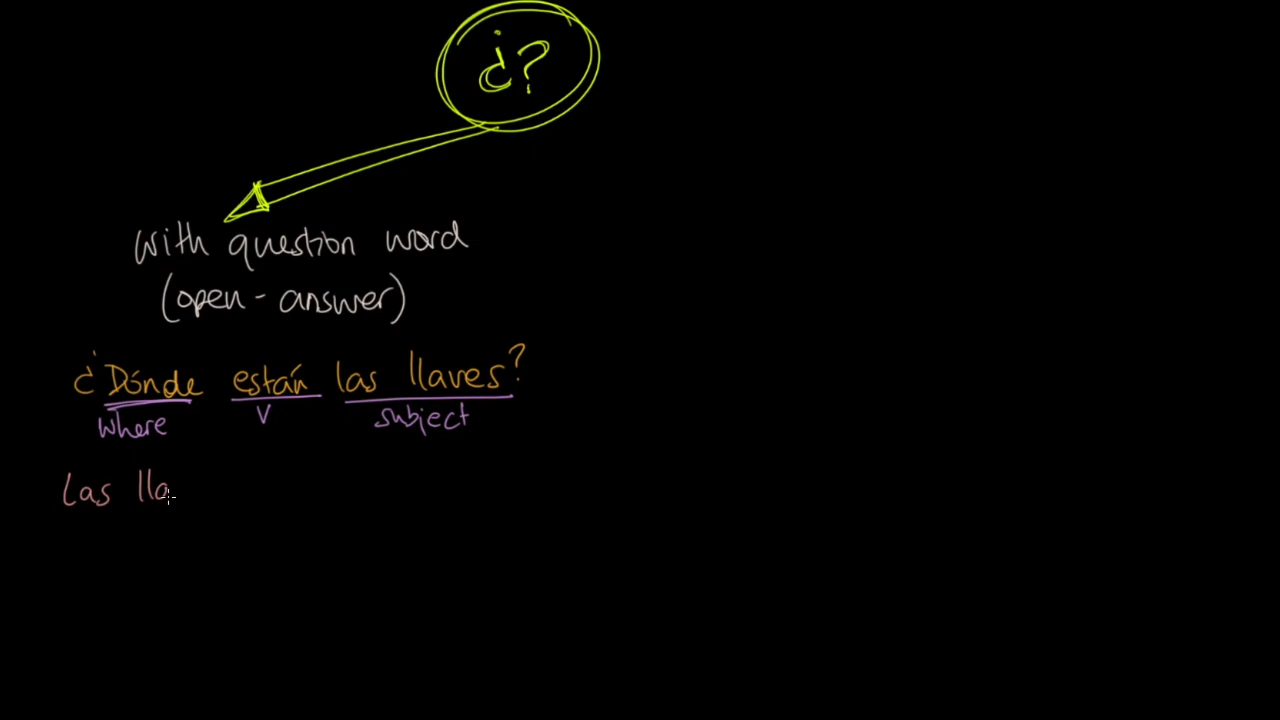 ¿?
With question word
(open-answer)
¿Dónde están las llaves?
where V subject
Las lla